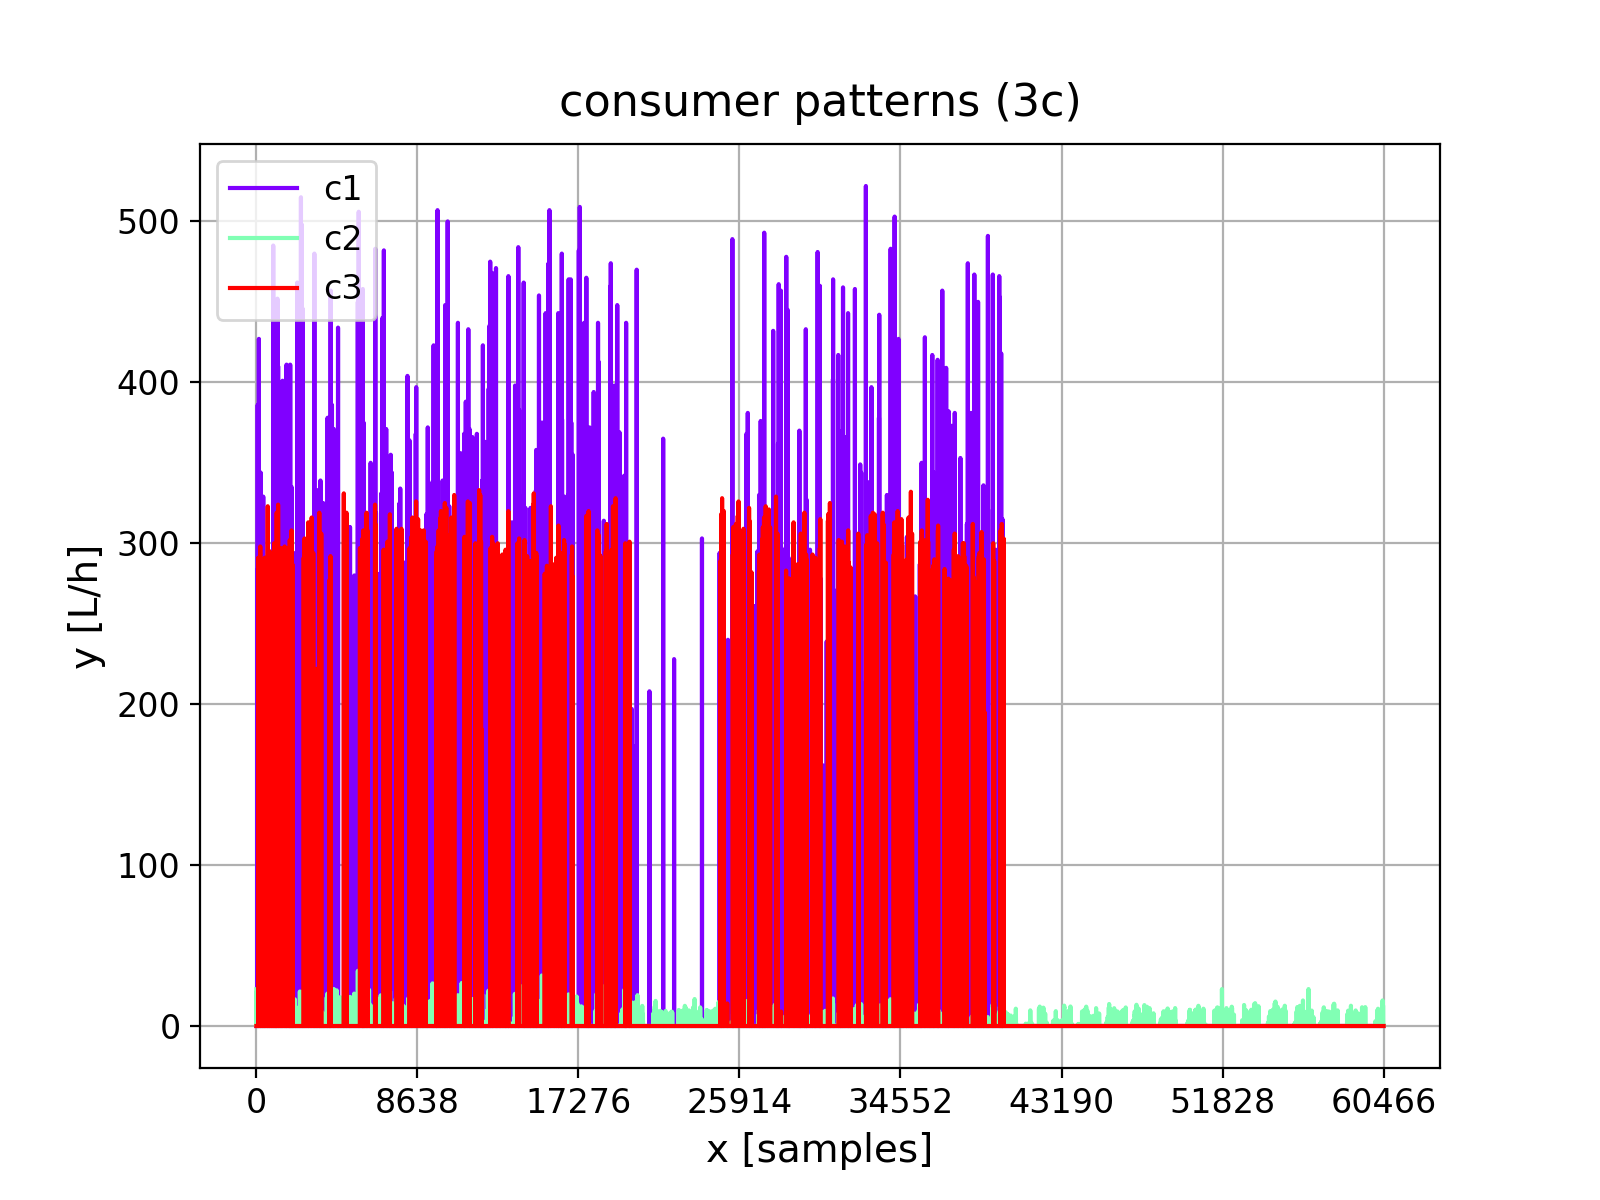 consumer patterns (3c)
c1
c2
c3
500
400
300
200
100
0
y [L/h]
0 8638 17276 25914 34552 43190 51828 60466
x [samples]